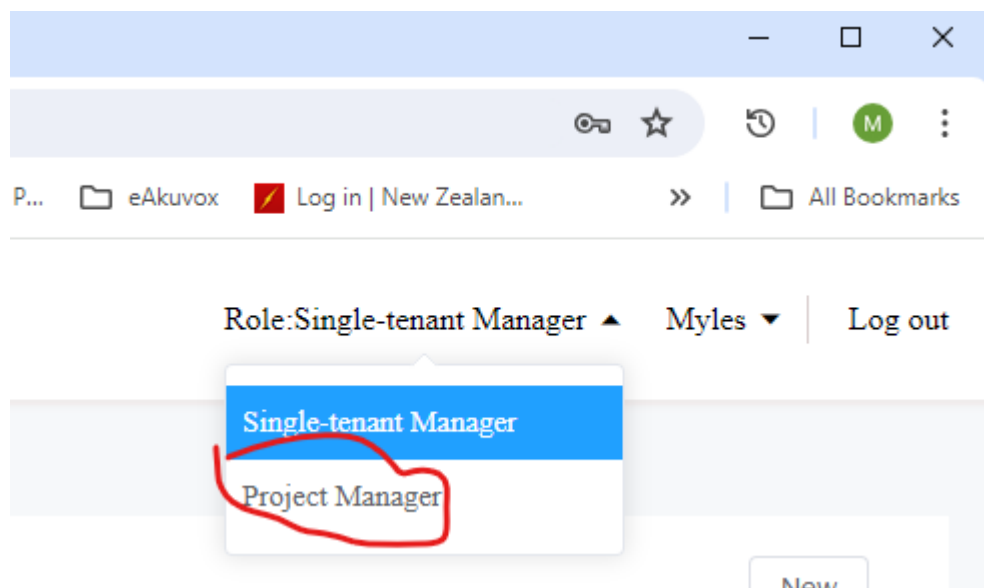 M
P... eAkuvox Log in | New Zealan... » All Bookmarks
Role:Single-tenant Manager Myles Log out
Single-tenant Manager
Project Manager
New